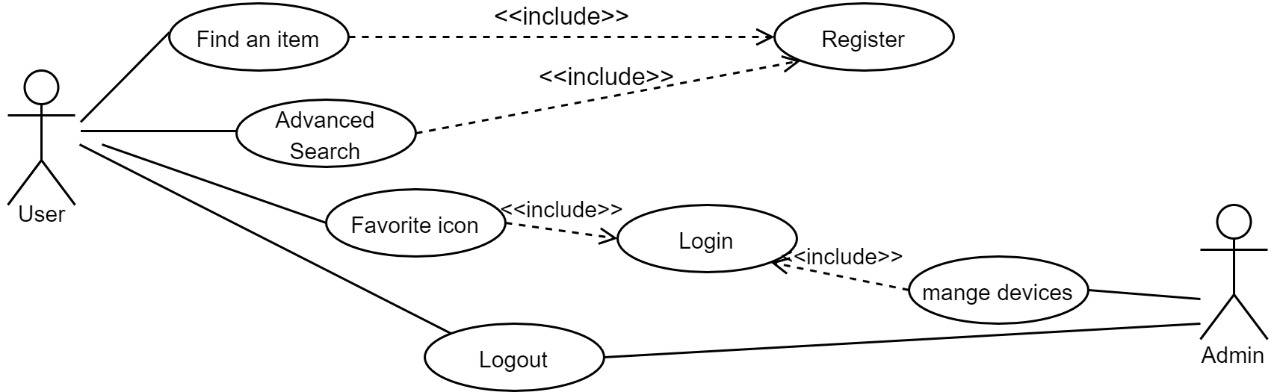 <<include>>
Find an item
Register
<<include>>
Advanced
Search
User
Favorite icon
<<include>>
Login
<<include>>
mange devices
Logout
Admin